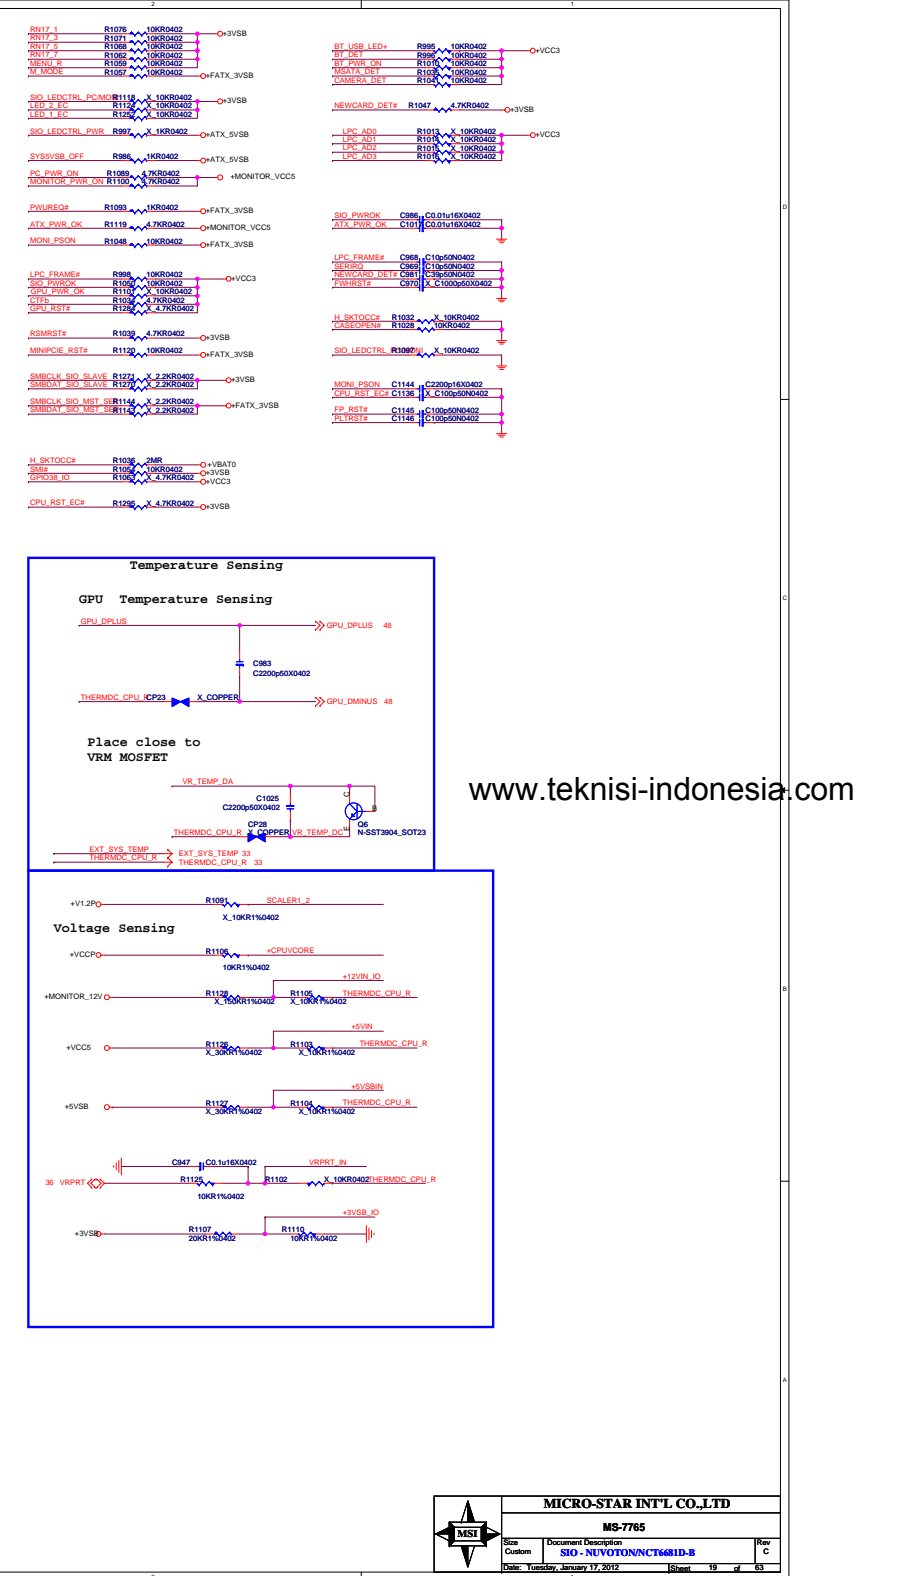 2
1
RN17_1 R1076 10KR0402 +3VSB
RN17_3 R1071 10KR0402
RN17_5 R1068 10KR0402
RN17_7 R1062 10KR0402
MENU_R R1059 10KR0402
M_MODE R1057 10KR0402 +FATX_3VSB
SIO_LEDCTRL_PC/MON R1118 X_10KR0402 +3VSB
LED_2_EC R1124 X_10KR0402
LED_1_EC R1252 X_10KR0402
SIO_LEDCTRL_PWR R997 X_1KR0402 +ATX_5VSB
SYS5VSB_OFF R986 1KR0402 +ATX_5VSB
PC_PWR_ON R1089 4.7KR0402 +MONITOR_VCC5
MONITOR_PWR_ON R1100 4.7KR0402
PWUREQ# R1093 1KR0402 +FATX_3VSB
ATX_PWR_OK R1119 4.7KR0402 +MONITOR_VCC5
MONI_PSON R1048 10KR0402 +FATX_3VSB
LPC_FRAME# R998 10KR0402 +VCC3
SIO_PWROK R1050 10KR0402
GPU_PWR_OK R1101 X_10KR0402
CTFb R1034 4.7KR0402
GPU_RST# R1284 X_4.7KR0402
RSMRST# R1039 4.7KR0402 +3VSB
MINIPCIE_RST# R1120 10KR0402 +FATX_3VSB
SMBCLK_SIO_SLAVE R1271 X_2.2KR0402 +3VSB
SMBDAT_SIO_SLAVE R1270 X_2.2KR0402
SMBCLK_SIO_MST_SER R1144 X_2.2KR0402 +FATX_3VSB
SMBDAT_SIO_MST_SER R1143 X_2.2KR0402
H_SKTOCC# R1036 2MR +VBAT0
SMI# R1054 10KR0402 +3VSB
GPIO38_IO R1063 X_4.7KR0402 +VCC3
CPU_RST_EC# R1295 X_4.7KR0402 +3VSB
BT_USB_LED+ R995 10KR0402 +VCC3
BT_DET R996 10KR0402
BT_PWR_ON R1010 10KR0402
MSATA_DET R1035 10KR0402
CAMERA_DET R1041 10KR0402
NEWCARD_DET# R1047 4.7KR0402 +3VSB
LPC_AD0 R1013 X_10KR0402 +VCC3
LPC_AD1 R1014 X_10KR0402
LPC_AD2 R1015 X_10KR0402
LPC_AD3 R1016 X_10KR0402
SIO_PWROK C986 C0.01u16X0402
ATX_PWR_OK C1017 C0.01u16X0402
LPC_FRAME# C968 C10p50N0402
SERIRQ C969 C10p50N0402
NEWCARD_DET# C981 C39p50N0402
FWHRST# C970 X_C1000p50X0402
H_SKTOCC# R1032 X_10KR0402
CASEOPEN# R1028 10KR0402
SIO_LEDCTRL_ R1097 X_10KR0402
MONI_PSON C1144 C2200p16X0402
CPU_RST_EC# C1136 X_C100p50N0402
FP_RST# C1145 C100p50N0402
PLTRST# C1146 C100p50N0402
D
C
B
A
Temperature Sensing
GPU Temperature Sensing
GPU_DPLUS GPU_DPLUS 48
C983
C2200p50X0402
THERMDC_CPU_R CP23 X_COPPER GPU_DMINUS 48
Place close to
VRM MOSFET
VR_TEMP_DA
C1025
C2200p50X0402
C
B
E
Q6
N-SST3904_SOT23
CP28
THERMDC_CPU_R X_COPPER VR_TEMP_DC
EXT_SYS_TEMP EXT_SYS_TEMP 33
THERMDC_CPU_R THERMDC_CPU_R 33
www.teknisi-indonesia.com
+V1.2P R1091 SCALER1_2
X_10KR1%0402
Voltage Sensing
+VCCP R1106 +CPUVCORE
10KR1%0402
+12VIN_IO
+MONITOR_12V R1128 R1105 THERMDC_CPU_R
X_150KR1%0402 X_10KR1%0402
+5VIN
+VCC5 R1126 R1103 THERMDC_CPU_R
X_30KR1%0402 X_10KR1%0402
+5VSBIN
+5VSB R1127 R1104 THERMDC_CPU_R
X_30KR1%0402 X_10KR1%0402
C947 C0.1u16X0402 VRPRT_IN
36 VRPRT R1125 R1102 X_10KR0402 THERMDC_CPU_R
10KR1%0402
+3VSB_IO
+3VSB R1107 R1110
20KR1%0402 10KR1%0402
MSI
MICRO-STAR INT'L CO.,LTD
MS-7765
Size Document Description Rev
Custom SIO - NUVOTON/NCT6681D-B C
Date: Tuesday, January 17, 2012 Sheet 19 of 63